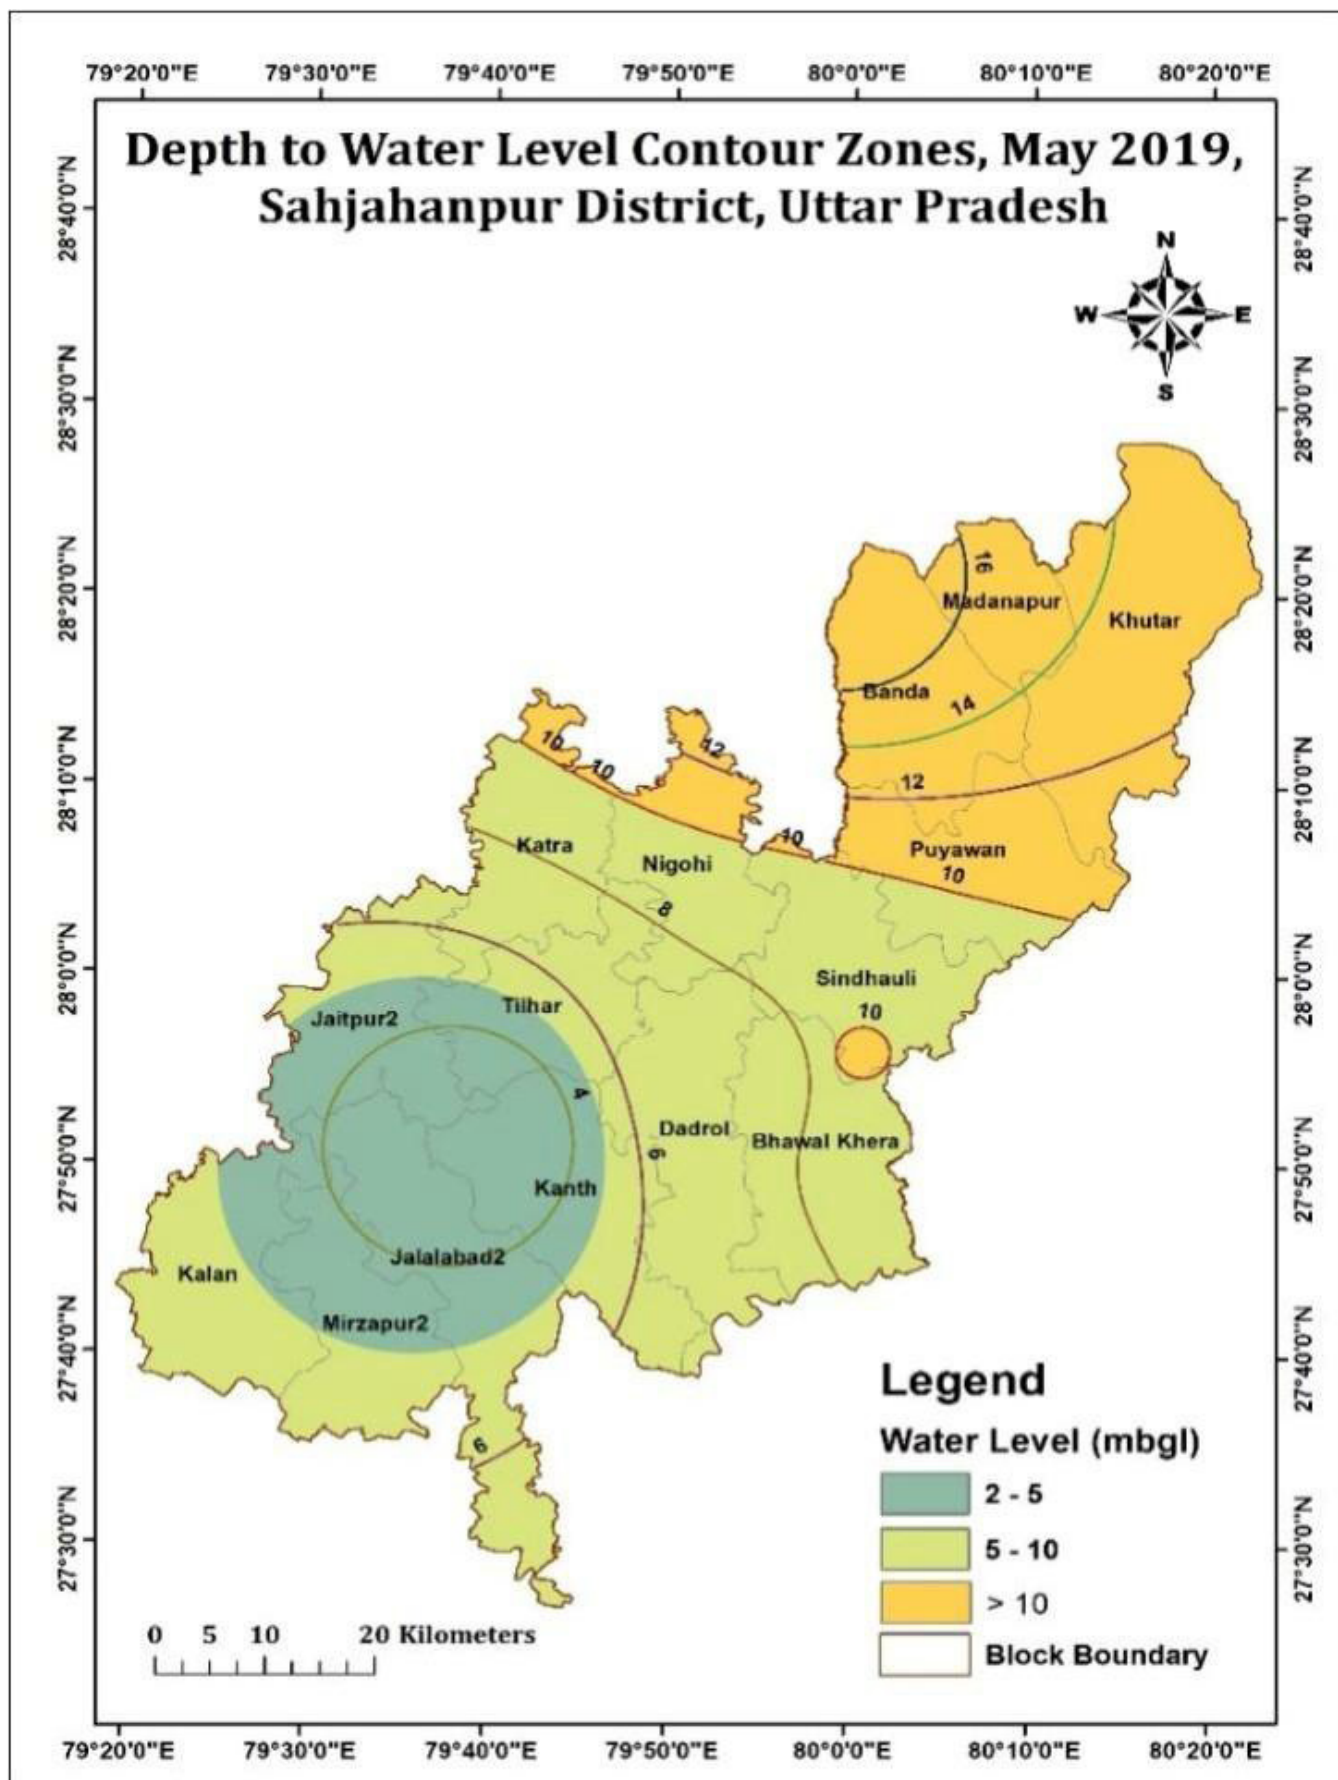 79°20'0"E 79°30'0"E 79°40'0"E 79°50'0"E 80°0'0"E 80°10'0"E 80°20'0"E
Depth to Water Level Contour Zones, May 2019,
Sahjahanpur District, Uttar Pradesh
28°40'0"N
28°30'0"N
28°20'0"N
28°10'0"N
28°0'0"N
27°50'0"N
27°40'0"N
27°30'0"N
28°40'0"N
28°30'0"N
28°20'0"N
28°10'0"N
28°0'0"N
27°50'0"N
27°40'0"N
27°30'0"N
N
W E
S
16
Madanapur
Khutar
Banda
14
10
10
12
12
10
Katra
Nigohi
Puyawan
10
8
Sindhauli
10
Jaitpur2
Tilhar
4
Dadrol
Bhawal Khera
6
Kanth
Jalalabad2
Kalan
Mirzapur2
6
Legend
Water Level (mbgl)
2 - 5
5 - 10
> 10
Block Boundary
0 5 10 20 Kilometers
79°20'0"E 79°30'0"E 79°40'0"E 79°50'0"E 80°0'0"E 80°10'0"E 80°20'0"E